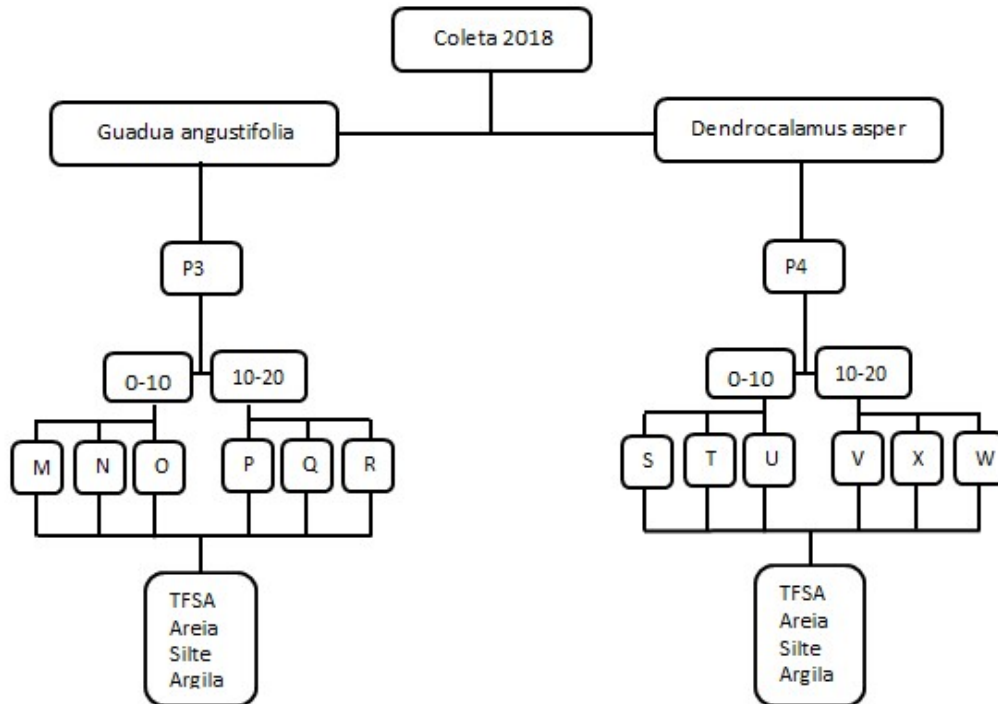 Coleta 2018
Guadua angustifolia
Dendrocalamus asper
P3
P4
0-10
10-20
0-10
10-20
M
N
O
P
Q
R
S
T
U
V
X
W
TFSA
Areia
Silte
Argila
TFSA
Areia
Silte
Argila